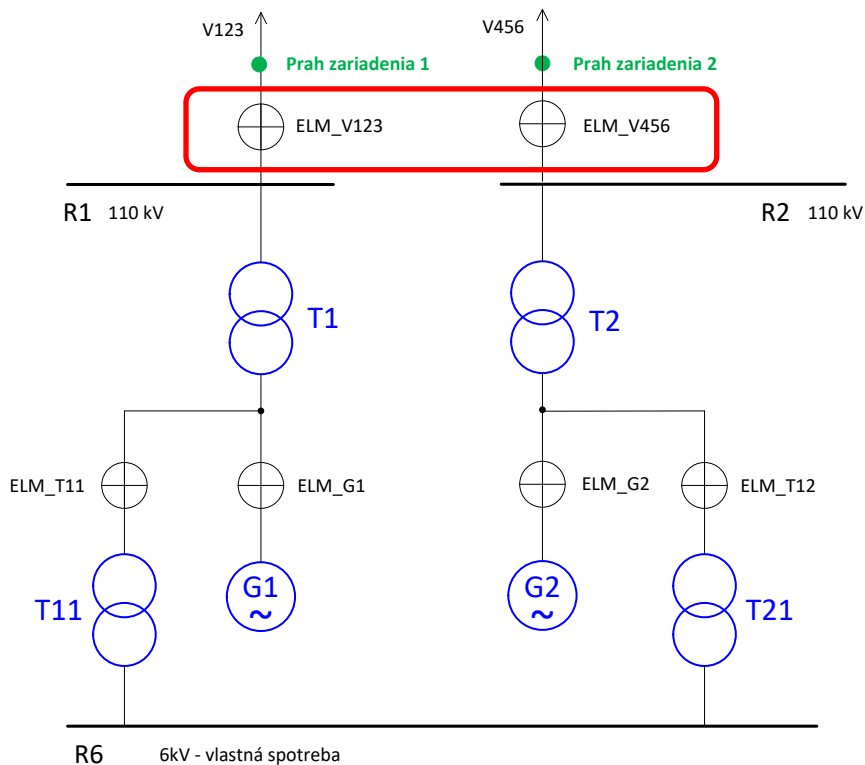 V123
V456
Prah zariadenia 1
Prah zariadenia 2
ELM_V123
ELM_V456
R1 110 kV
R2 110 kV
T1
T2
ELM_T11
ELM_G1
ELM_G2
ELM_T12
T11
G1
~
G2
~
T21
R6 6kV - vlastná spotreba